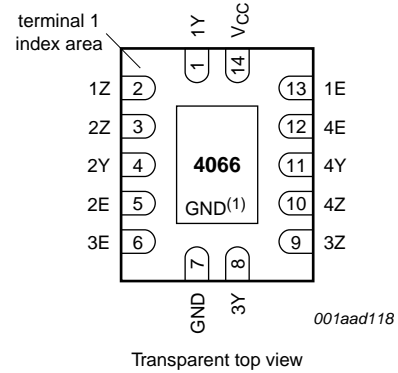 terminal 1
index area
1Y
VCC
1
14
1Z 2
13 1E
2Z 3
12 4E
2Y 4
4066
11 4Y
2E 5
GND(1)
10 4Z
3E 6
9 3Z
7
8
GND
3Y
001aad118
Transparent top view